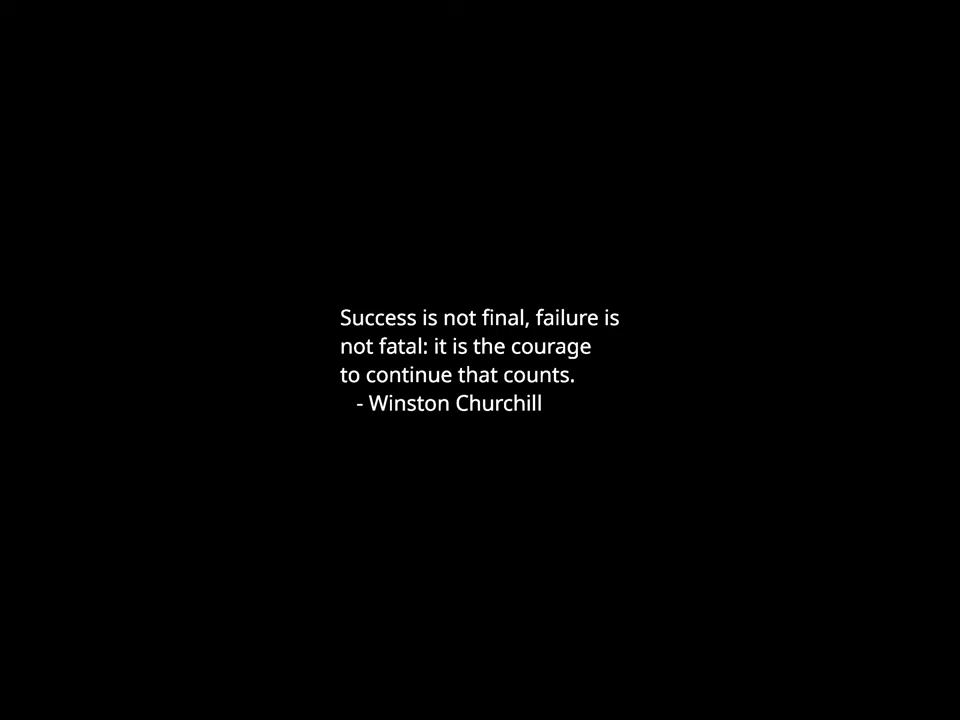 Success is not final, failure is
not fatal: it is the courage
to continue that counts.
- Winston Churchill